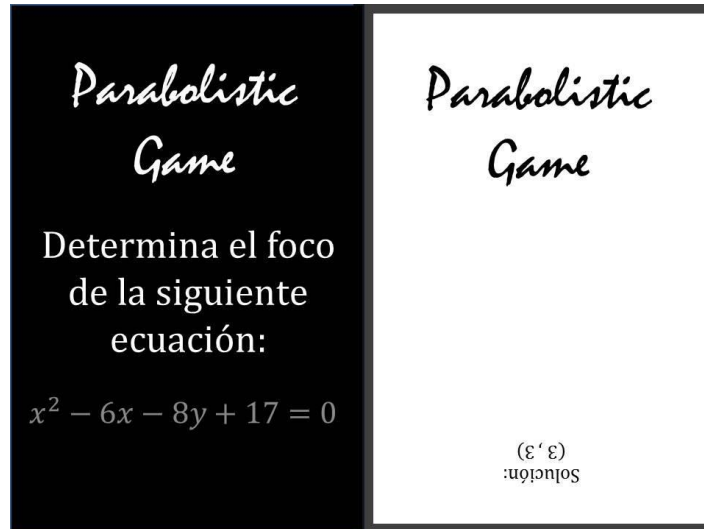 Parabolistic
Game
Determina el foco
de la siguiente
ecuación:
x² − 6x − 8y + 17 = 0
Parabolistic
Game
Solución:
(3 , 3)